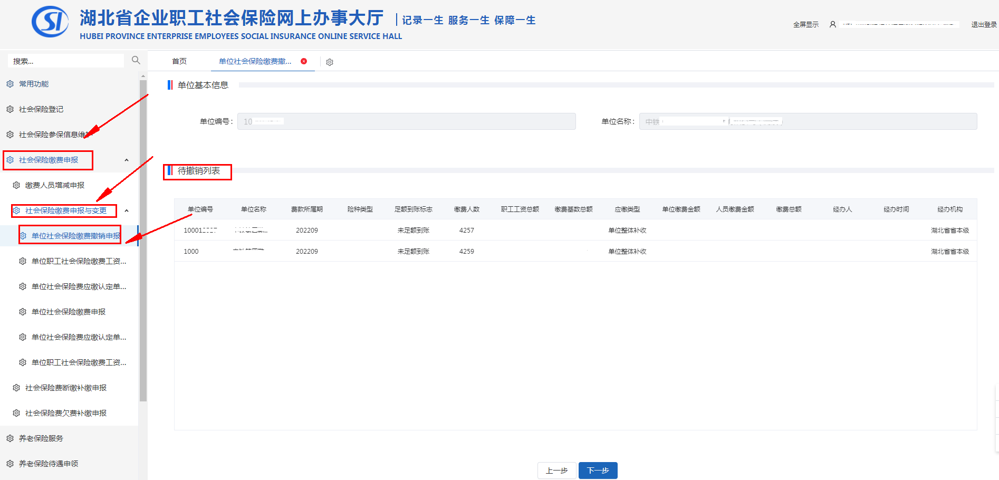 湖北省企业职工社会保险网上办事大厅 记录一生 服务一生 保障一生
HUBEI PROVINCE ENTERPRISE EMPLOYEES SOCIAL INSURANCE ONLINE SERVICE HALL
全屏显示 退出登录
搜索...
首页 单位社会保险缴费撤...
常用功能
社会保险登记
社会保险参保信息维
社会保险缴费申报
缴费人员增减申报
社会保险缴费申报与变更
单位社会保险缴费撤销申报
单位职工社会保险缴费工资...
单位社会保险费应缴认定单...
单位社会保险缴费申报
单位社会保险费应缴认定单...
单位职工社会保险缴费工资...
社会保险费断缴补缴申报
社会保险费欠费补缴申报
养老保险服务
养老保险待遇申领
单位基本信息
单位编号： 10 单位名称： 中铁
待撤销列表
单位编号 单位名称 费款所属期 险种类型 足额到账标志 缴费人数 职工工资总额 缴费基数总额 应缴类型 单位缴费金额 人员缴费金额 缴费总额 经办人 经办时间 经办机构
10001 202209 未足额到账 4257 单位整体补收 湖北省省本级
1000 202209 未足额到账 4259 单位整体补收 湖北省省本级
上一步 下一步